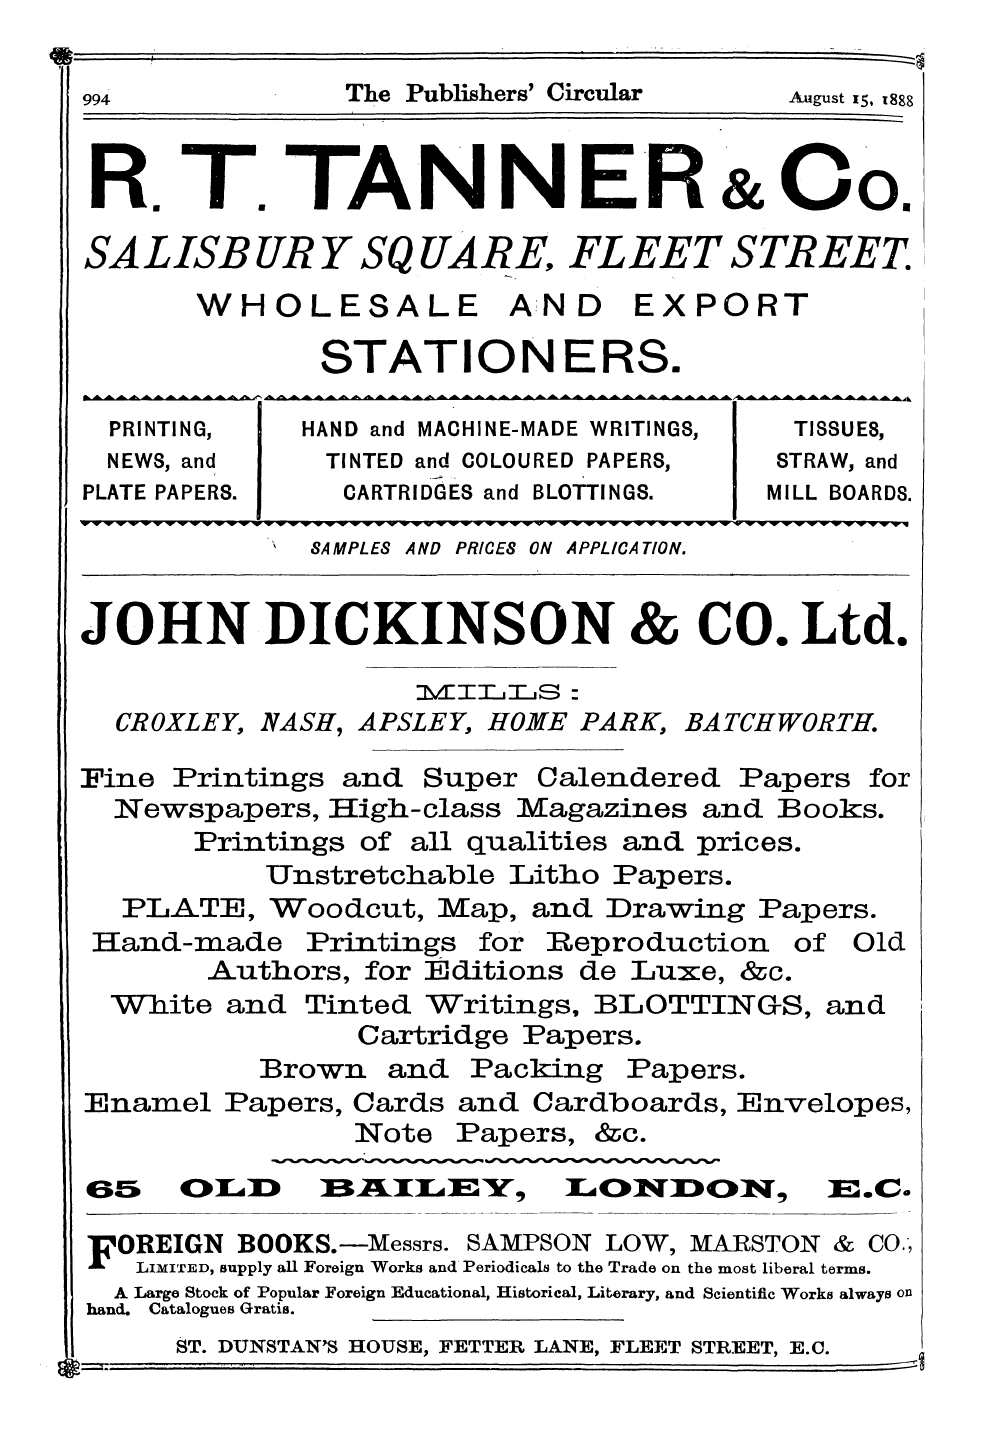 994 The Publishers' Circular August 15, 1888
R. T. TANNER & Co.
SALISBURY SQUARE, FLEET STREET.
WHOLESALE AND EXPORT
STATIONERS.
PRINTING,
NEWS, and
PLATE PAPERS.
HAND and MACHINE-MADE WRITINGS,
TINTED and COLOURED PAPERS,
CARTRIDGES and BLOTTINGS.
TISSUES,
STRAW, and
MILL BOARDS.
SAMPLES AND PRICES ON APPLICATION.
JOHN DICKINSON & CO. Ltd.
MILLS:
CROXLEY, NASH, APSLEY, HOME PARK, BATCHWORTH.
Fine Printings and Super Calendered Papers for
Newspapers, High-class Magazines and Books.
Printings of all qualities and prices.
Unstretchable Litho Papers.
PLATE, Woodcut, Map, and Drawing Papers.
Hand-made Printings for Reproduction of Old
Authors, for Editions de Luxe, &c.
White and Tinted Writings, BLOTTINGS, and
Cartridge Papers.
Brown and Packing Papers.
Enamel Papers, Cards and Cardboards, Envelopes,
Note Papers, &c.
65 OLD BAILEY, LONDON, E.C.
FOREIGN BOOKS.—Messrs. SAMPSON LOW, MARSTON & CO.,
LIMITED, supply all Foreign Works and Periodicals to the Trade on the most liberal terms.
A Large Stock of Popular Foreign Educational, Historical, Literary, and Scientific Works always on
hand. Catalogues Gratis.
ST. DUNSTAN'S HOUSE, FETTER LANE, FLEET STREET, E.C.